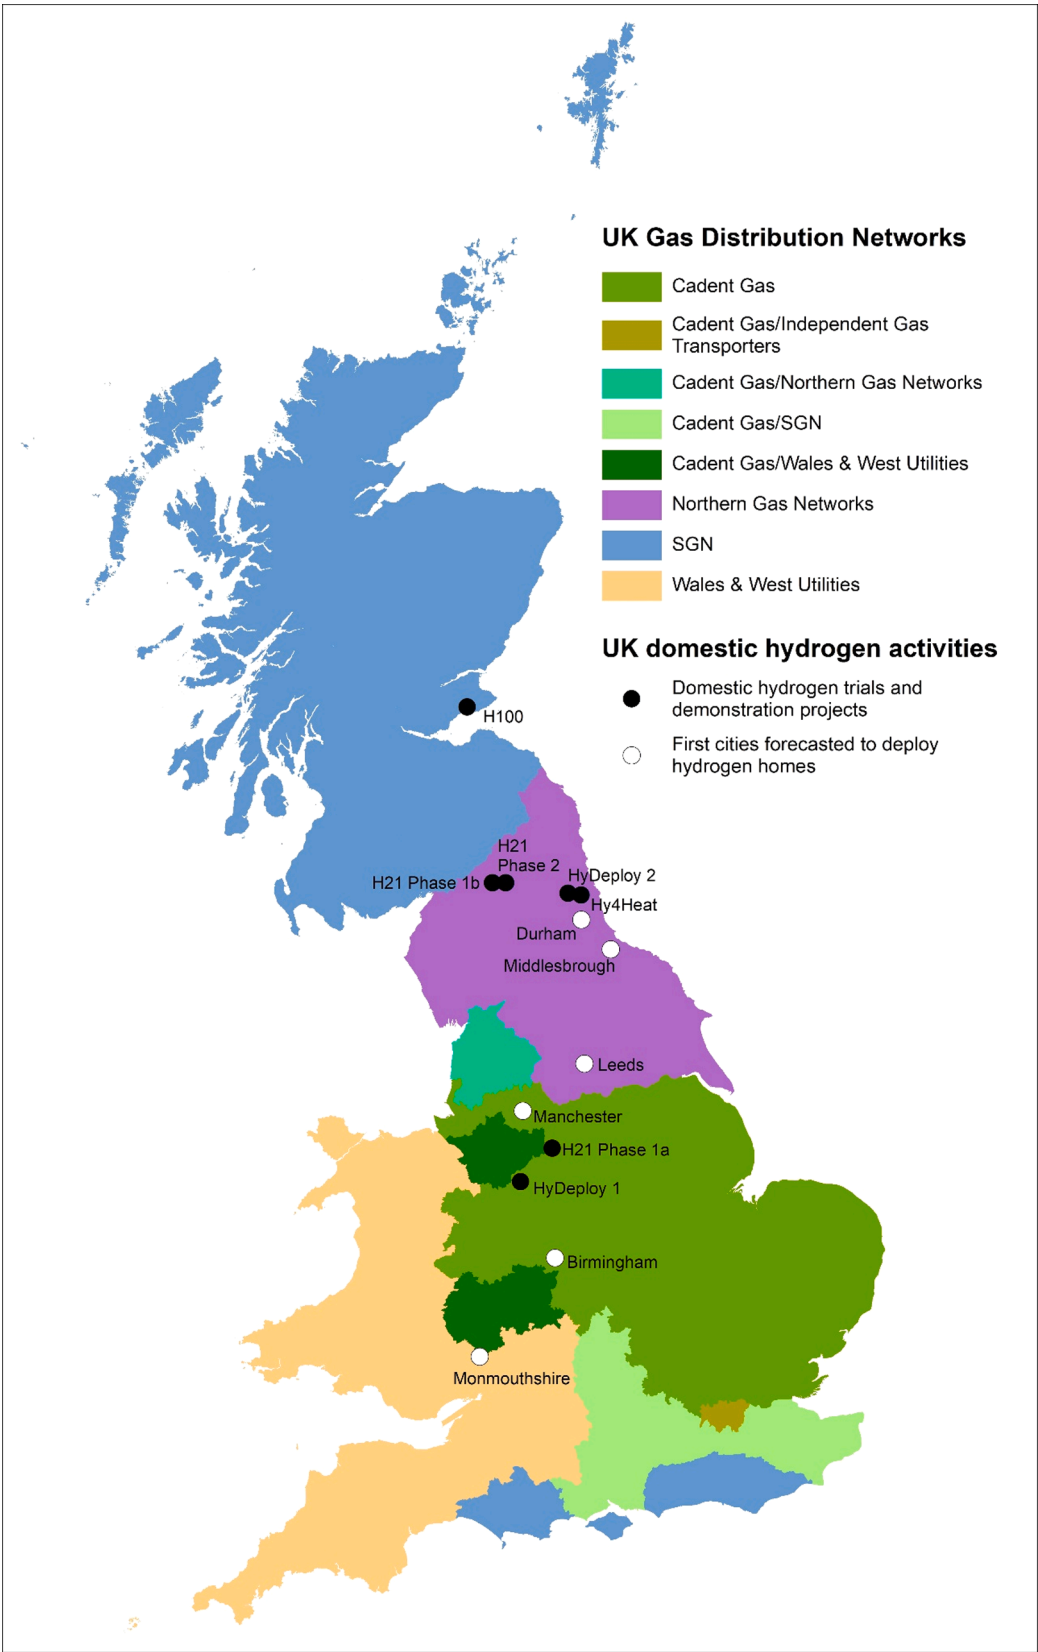 UK Gas Distribution Networks
Cadent Gas
Cadent Gas/Independent Gas
Transporters
Cadent Gas/Northern Gas Networks
Cadent Gas/SGN
Cadent Gas/Wales & West Utilities
Northern Gas Networks
SGN
Wales & West Utilities
UK domestic hydrogen activities
Domestic hydrogen trials and
demonstration projects
First cities forecasted to deploy
hydrogen homes
H100
H21
Phase 2
H21 Phase 1b
HyDeploy 2
Hy4Heat
Durham
Middlesbrough
Leeds
Manchester
H21 Phase 1a
HyDeploy 1
Birmingham
Monmouthshire